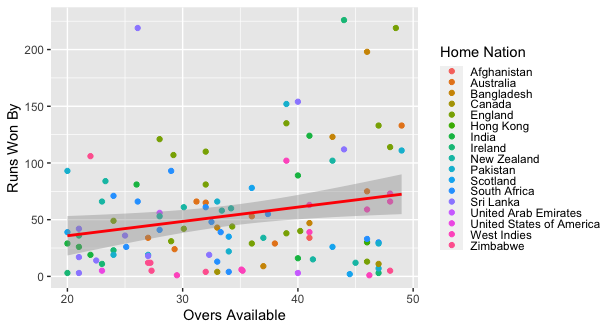 Runs Won By
200
150
100
50
0
20
30
40
50
Overs Available
Home Nation
Afghanistan
Australia
Bangladesh
Canada
England
Hong Kong
India
Ireland
New Zealand
Pakistan
Scotland
South Africa
Sri Lanka
United Arab Emirates
United States of America
West Indies
Zimbabwe